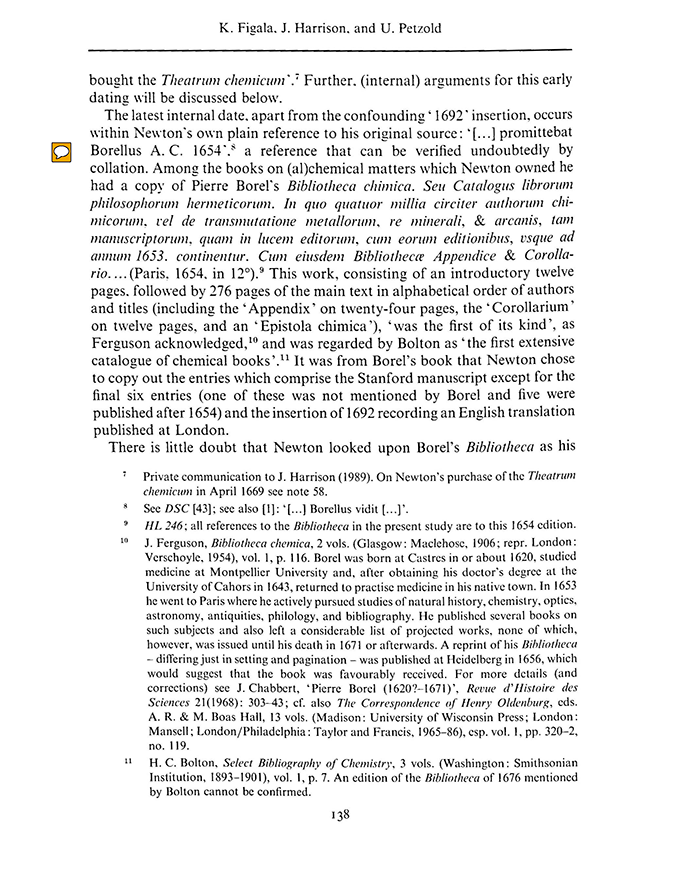 K. Figala, J. Harrison, and U. Petzold
bought the Theatrum chemicum'.⁷ Further, (internal) arguments for this early
dating will be discussed below.
The latest internal date, apart from the confounding '1692' insertion, occurs
within Newton's own plain reference to his original source: '[...] promittebat
Borellus A. C. 1654'.⁸ a reference that can be verified undoubtedly by
collation. Among the books on (al)chemical matters which Newton owned he
had a copy of Pierre Borel's Bibliotheca chimica. Seu Catalogus librorum
philosophorum hermeticorum. In quo quatuor millia circiter authorum chi-
micorum, vel de transmutatione metallorum, re minerali, & arcanis, tam
manuscriptorum, quam in lucem editorum, cum eorum editionibus, vsque ad
annum 1653. continentur. Cum eiusdem Bibliothecæ Appendice & Corolla-
rio.... (Paris, 1654, in 12°).⁹ This work, consisting of an introductory twelve
pages, followed by 276 pages of the main text in alphabetical order of authors
and titles (including the 'Appendix' on twenty-four pages, the 'Corollarium'
on twelve pages, and an 'Epistola chimica'), 'was the first of its kind', as
Ferguson acknowledged,¹⁰ and was regarded by Bolton as 'the first extensive
catalogue of chemical books'.¹¹ It was from Borel's book that Newton chose
to copy out the entries which comprise the Stanford manuscript except for the
final six entries (one of these was not mentioned by Borel and five were
published after 1654) and the insertion of 1692 recording an English translation
published at London.
There is little doubt that Newton looked upon Borel's Bibliotheca as his
⁷ Private communication to J. Harrison (1989). On Newton's purchase of the Theatrum
chemicum in April 1669 see note 58.
⁸ See DSC [43]; see also [1]: '[...] Borellus vidit [...]'.
⁹ HL 246; all references to the Bibliotheca in the present study are to this 1654 edition.
¹⁰ J. Ferguson, Bibliotheca chemica, 2 vols. (Glasgow: Maclehose, 1906; repr. London:
Verschoyle, 1954), vol. 1, p. 116. Borel was born at Castres in or about 1620, studied
medicine at Montpellier University and, after obtaining his doctor's degree at the
University of Cahors in 1643, returned to practise medicine in his native town. In 1653
he went to Paris where he actively pursued studies of natural history, chemistry, optics,
astronomy, antiquities, philology, and bibliography. He published several books on
such subjects and also left a considerable list of projected works, none of which,
however, was issued until his death in 1671 or afterwards. A reprint of his Bibliotheca
– differing just in setting and pagination – was published at Heidelberg in 1656, which
would suggest that the book was favourably received. For more details (and
corrections) see J. Chabbert, 'Pierre Borel (1620?–1671)', Revue d'Histoire des
Sciences 21(1968): 303–43; cf. also The Correspondence of Henry Oldenburg, eds.
A. R. & M. Boas Hall, 13 vols. (Madison: University of Wisconsin Press; London:
Mansell; London/Philadelphia: Taylor and Francis, 1965–86), esp. vol. 1, pp. 320–2,
no. 119.
¹¹ H. C. Bolton, Select Bibliography of Chemistry, 3 vols. (Washington: Smithsonian
Institution, 1893–1901), vol. 1, p. 7. An edition of the Bibliotheca of 1676 mentioned
by Bolton cannot be confirmed.
138